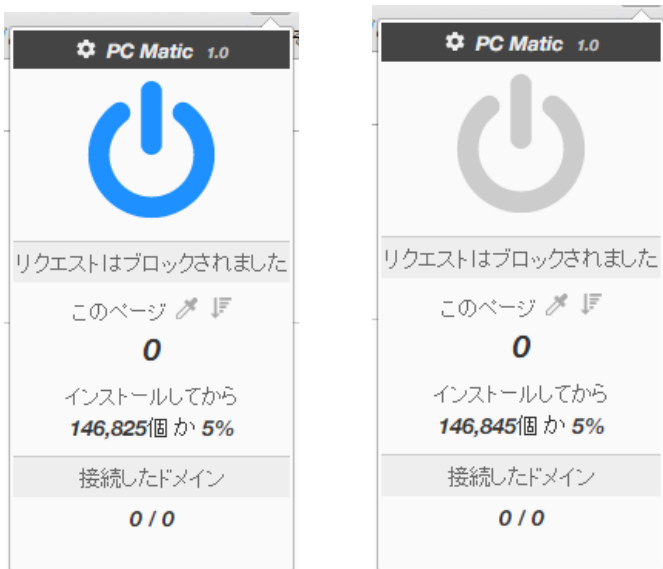 PC Matic 1.0
リクエストはブロックされました
このページ
0
インストールしてから
146,825個 か 5%
接続したドメイン
0 / 0
PC Matic 1.0
リクエストはブロックされました
このページ
0
インストールしてから
146,845個 か 5%
接続したドメイン
0 / 0